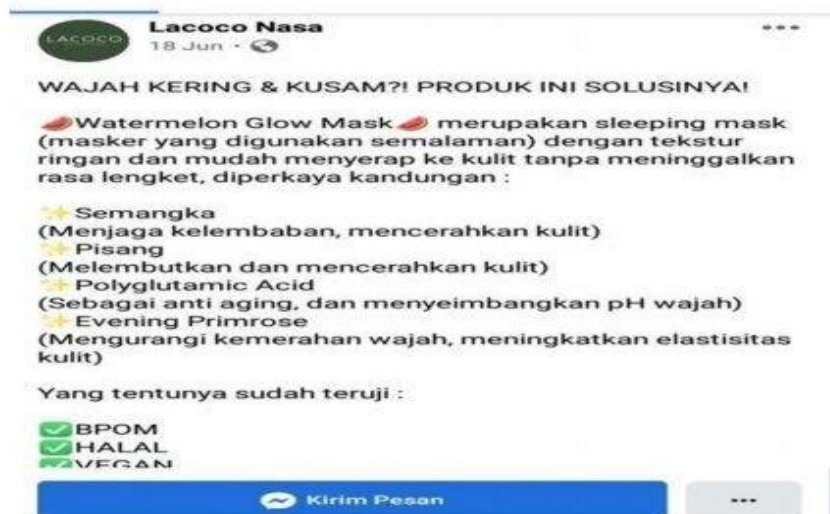 LACOCO
Lacoco Nasa
18 Jun ·
WAJAH KERING & KUSAM?! PRODUK INI SOLUSINYA!
🍉Watermelon Glow Mask🍉 merupakan sleeping mask
(masker yang digunakan semalaman) dengan tekstur
ringan dan mudah menyerap ke kulit tanpa meninggalkan
rasa lengket, diperkaya kandungan :
✨Semangka
(Menjaga kelembaban, mencerahkan kulit)
✨Pisang
(Melembutkan dan mencerahkan kulit)
✨Polyglutamic Acid
(Sebagai anti aging, dan menyeimbangkan pH wajah)
✨Evening Primrose
(Mengurangi kemerahan wajah, meningkatkan elastisitas
kulit)
Yang tentunya sudah teruji :
✅BPOM
✅HALAL
✅VEGAN
Kirim Pesan